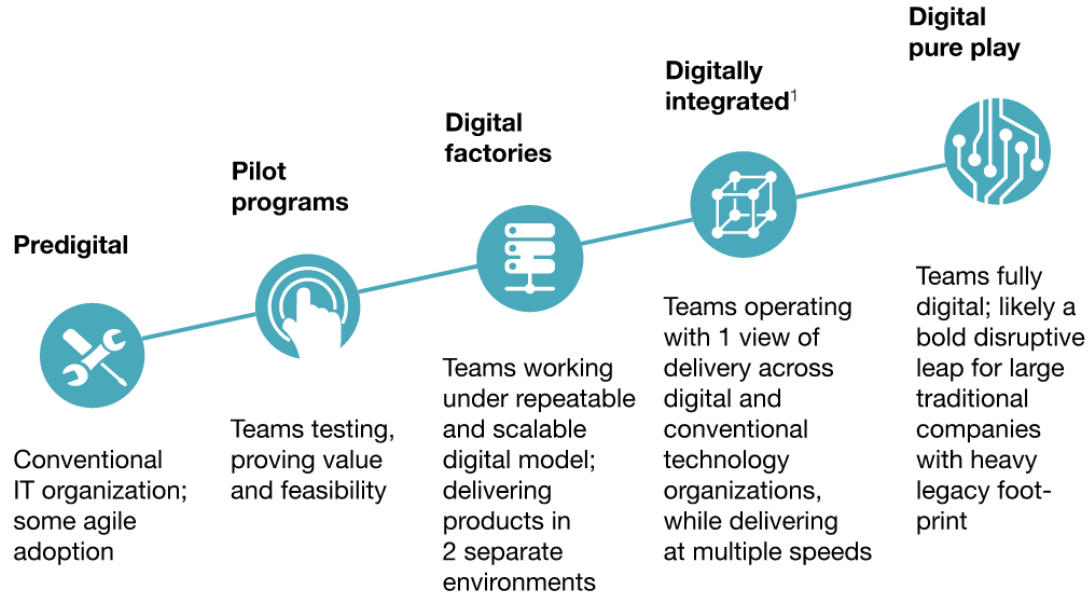 Predigital
Conventional
IT organization;
some agile
adoption
Pilot
programs
Teams testing,
proving value
and feasibility
Digital
factories
Teams working
under repeatable
and scalable
digital model;
delivering
products in
2 separate
environments
Digitally
integrated¹
Teams operating
with 1 view of
delivery across
digital and
conventional
technology
organizations,
while delivering
at multiple speeds
Digital
pure play
Teams fully
digital; likely a
bold disruptive
leap for large
traditional
companies
with heavy
legacy foot-
print